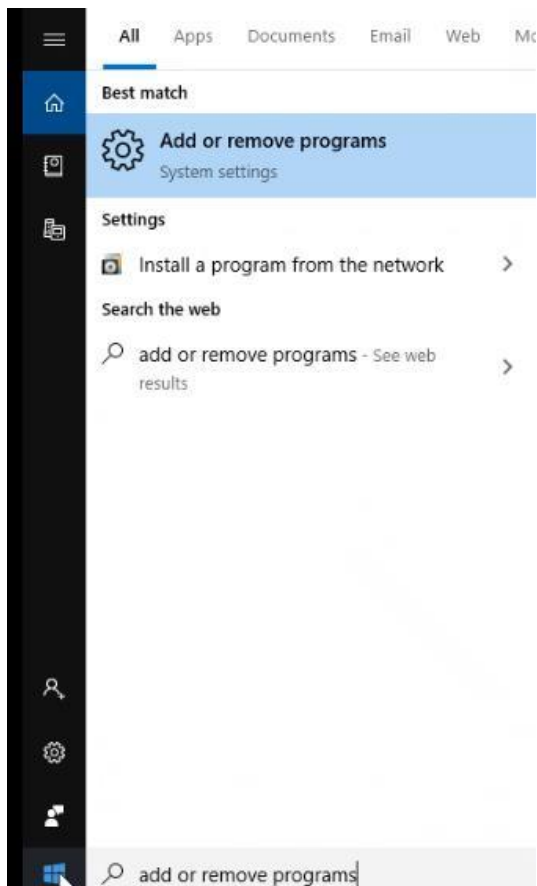 All Apps Documents Email Web Mo
Best match
Add or remove programs
System settings
Settings
Install a program from the network
Search the web
add or remove programs - See web
results
add or remove programs